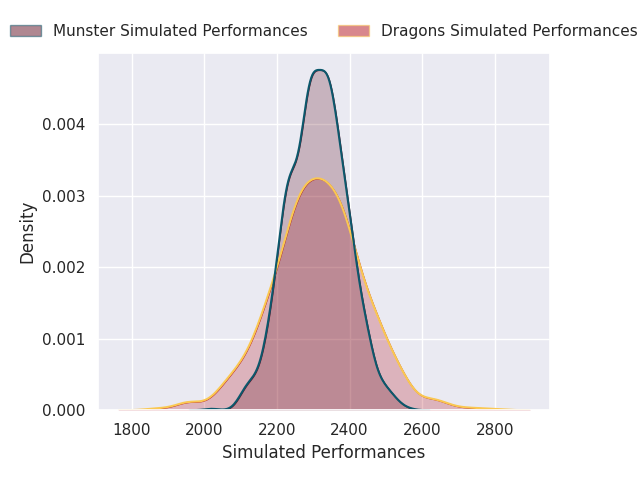 Munster Simulated Performances Dragons Simulated Performances
0.004
0.003
0.002
0.001
0.000
Density
1800 2000 2200 2400 2600 2800
Simulated Performances